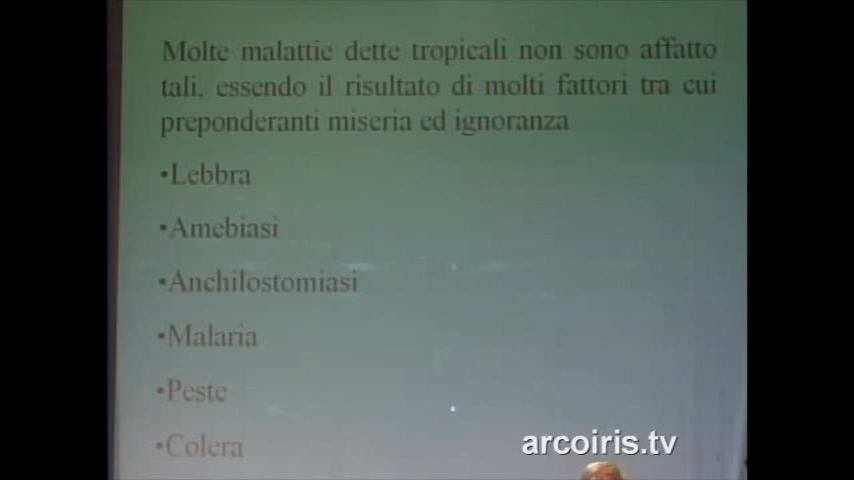 Molte malattie dette tropicali non sono affatto
tali, essendo il risultato di molti fattori tra cui
preponderanti miseria ed ignoranza
•Lebbra
•Amebiasi
•Anchilostomiasi
•Malaria
•Peste
•Colera
arcoiris.tv